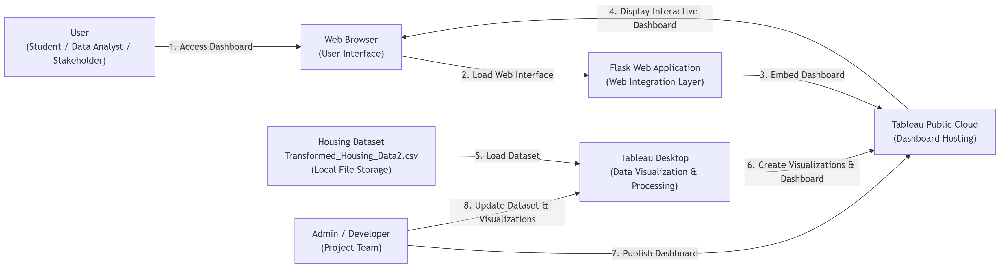 4. Display Interactive
Dashboard
User
(Student / Data Analyst /
Stakeholder)
1. Access Dashboard
Web Browser
(User Interface)
2. Load Web Interface
Flask Web Application
(Web Integration Layer)
3. Embed Dashboard
Tableau Public Cloud
(Dashboard Hosting)
Housing Dataset
Transformed_Housing_Data2.csv
(Local File Storage)
5. Load Dataset
Tableau Desktop
(Data Visualization &
Processing)
6. Create Visualizations &
Dashboard
8. Update Dataset &
Visualizations
Admin / Developer
(Project Team)
7. Publish Dashboard